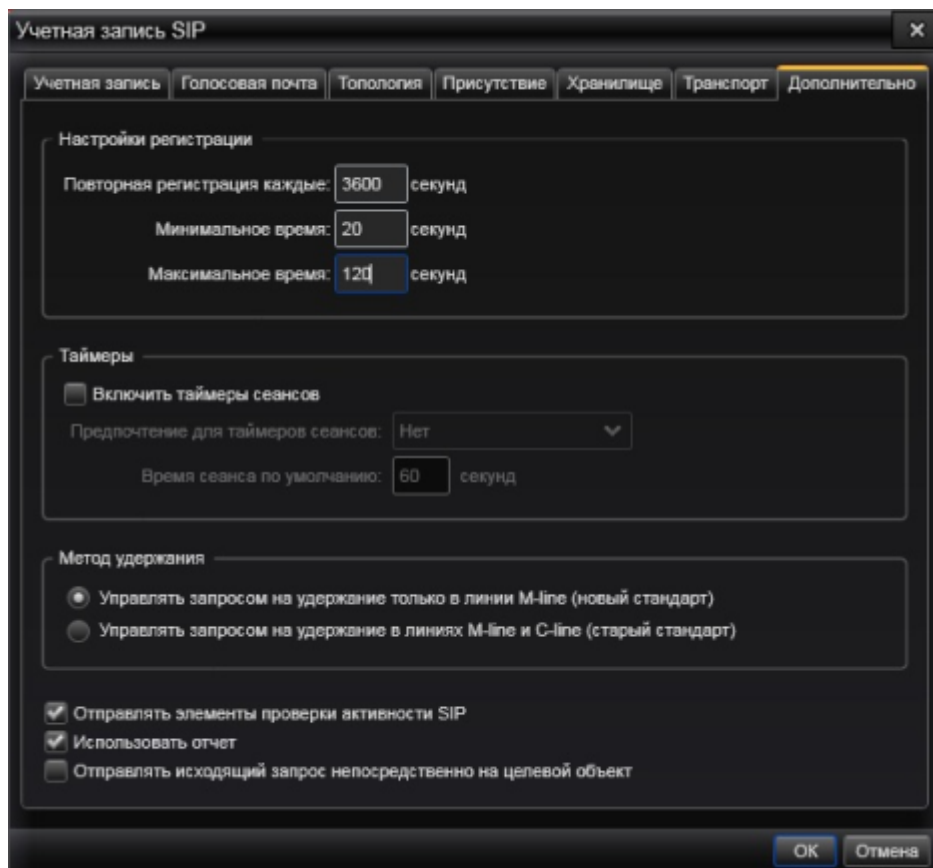 Учетная запись SIP
Учетная запись Голосовая почта Топология Присутствие Хранилище Транспорт Дополнительно
Настройки регистрации
Повторная регистрация каждые: 3600 секунд
Минимальное время: 20 секунд
Максимальное время: 120 секунд
Таймеры
Включить таймеры сеансов
Предпочтение для таймеров сеансов: Нет
Время сеанса по умолчанию: 60 секунд
Метод удержания
Управлять запросом на удержание только в линии M-line (новый стандарт)
Управлять запросом на удержание в линиях M-line и C-line (старый стандарт)
Отправлять элементы проверки активности SIP
Использовать отчет
Отправлять исходящий запрос непосредственно на целевой объект
OK Отмена